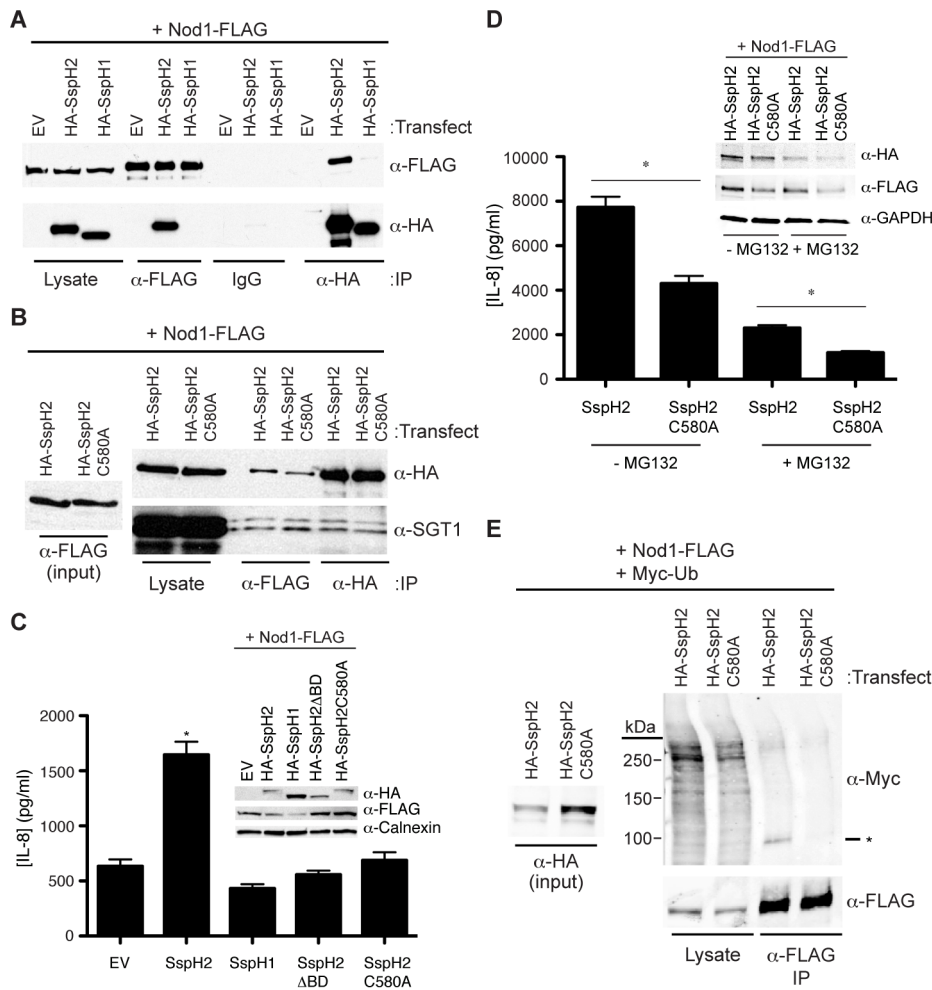 A
+ Nod1-FLAG
EV
HA-SspH2
HA-SspH1
EV
HA-SspH2
HA-SspH1
EV
HA-SspH2
HA-SspH1
EV
HA-SspH2
HA-SspH1
:Transfect
α-FLAG
α-HA
Lysate
α-FLAG
IgG
α-HA
:IP
B
+ Nod1-FLAG
HA-SspH2
HA-SspH2
C580A
HA-SspH2
HA-SspH2
C580A
HA-SspH2
HA-SspH2
C580A
HA-SspH2
HA-SspH2
C580A
:Transfect
α-HA
α-SGT1
α-FLAG
(input)
Lysate
α-FLAG
α-HA
:IP
C
+ Nod1-FLAG
EV
HA-SspH2
HA-SspH1
HA-SspH2ΔBD
HA-SspH2C580A
α-HA
α-FLAG
α-Calnexin
[IL-8] (pg/ml)
2000
1500
1000
500
0
*
EV
SspH2
SspH1
SspH2
ΔBD
SspH2
C580A
D
+ Nod1-FLAG
HA-SspH2
HA-SspH2
C580A
HA-SspH2
HA-SspH2
C580A
α-HA
α-FLAG
α-GAPDH
- MG132
+ MG132
[IL-8] (pg/ml)
10000
8000
6000
4000
2000
0
*
*
SspH2
SspH2
C580A
SspH2
SspH2
C580A
- MG132
+ MG132
E
+ Nod1-FLAG
+ Myc-Ub
HA-SspH2
HA-SspH2
C580A
HA-SspH2
HA-SspH2
C580A
HA-SspH2
HA-SspH2
C580A
:Transfect
kDa
250
150
100
α-Myc
*
α-HA
(input)
α-FLAG
Lysate
α-FLAG
IP